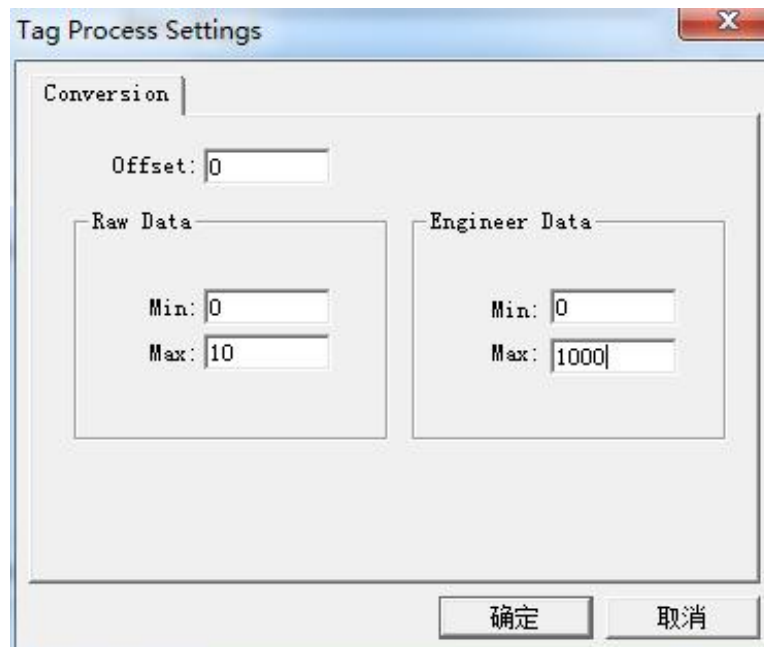 Tag Process Settings
X
Conversion
Offset: 0
Raw Data
Min: 0
Max: 10
Engineer Data
Min: 0
Max: 1000
确定
取消